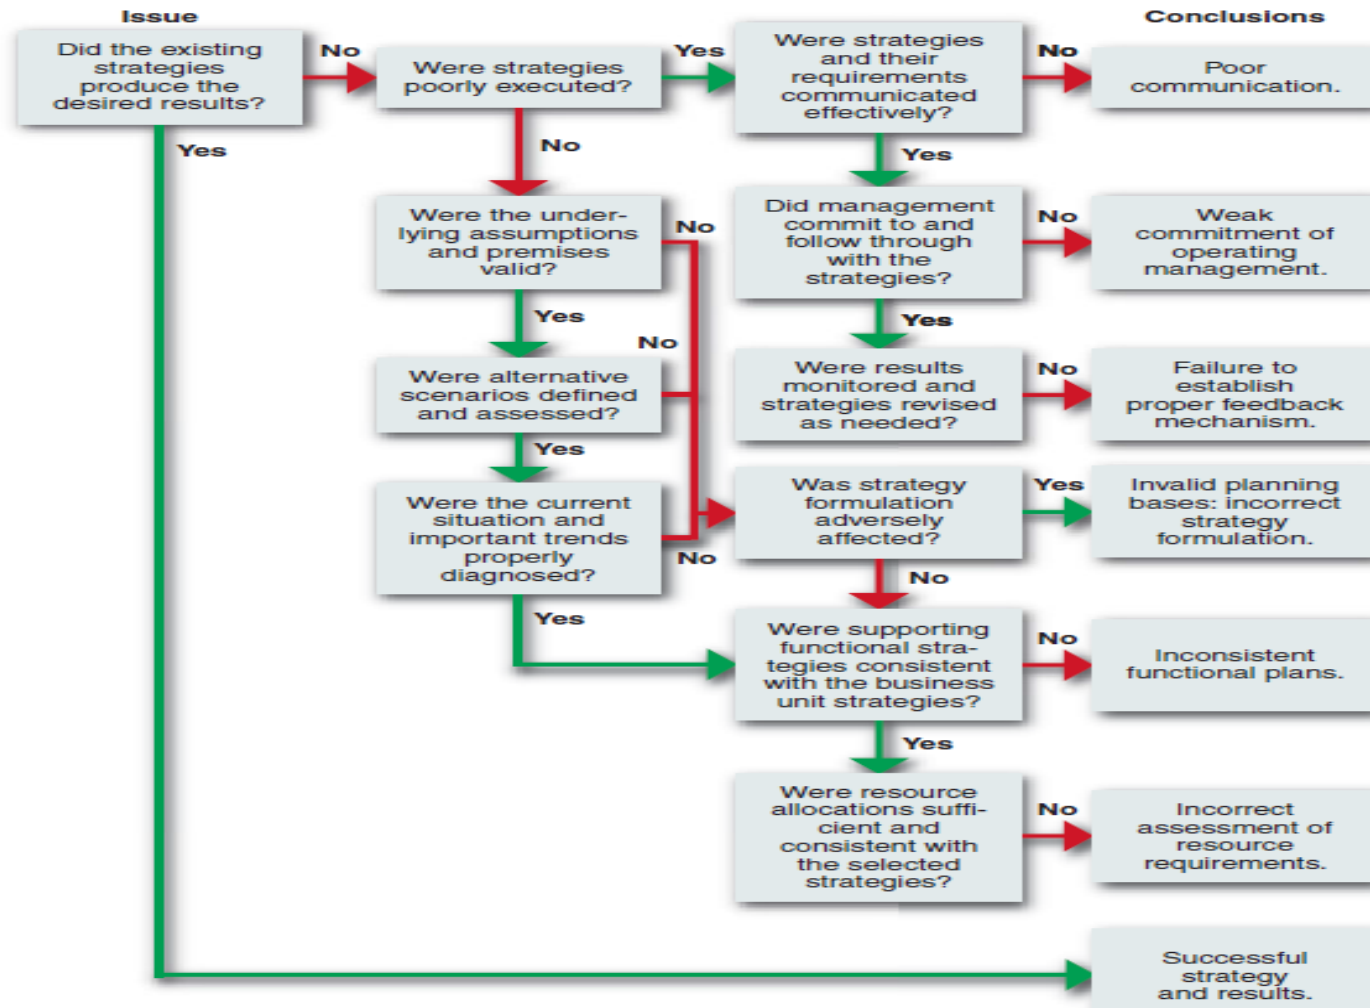 Issue
Conclusions
Did the existing
strategies
produce the
desired results?
No
Were strategies
poorly executed?
Yes
Were strategies
and their
requirements
communicated
effectively?
No
Poor
communication.
Yes
No
Yes
Were the under-
lying assumptions
and premises
valid?
No
Did management
commit to and
follow through
with the
strategies?
No
Weak
commitment of
operating
management.
Yes
No
Yes
Were alternative
scenarios defined
and assessed?
Were results
monitored and
strategies revised
as needed?
No
Failure to
establish
proper feedback
mechanism.
Yes
Were the current
situation and
important trends
properly
diagnosed?
No
Was strategy
formulation
adversely
affected?
Yes
Invalid planning
bases: incorrect
strategy
formulation.
Yes
No
Were supporting
functional stra-
tegies consistent
with the business
unit strategies?
No
Inconsistent
functional plans.
Yes
Were resource
allocations suffi-
cient and
consistent with
the selected
strategies?
No
Incorrect
assessment of
resource
requirements.
Successful
strategy
and results.